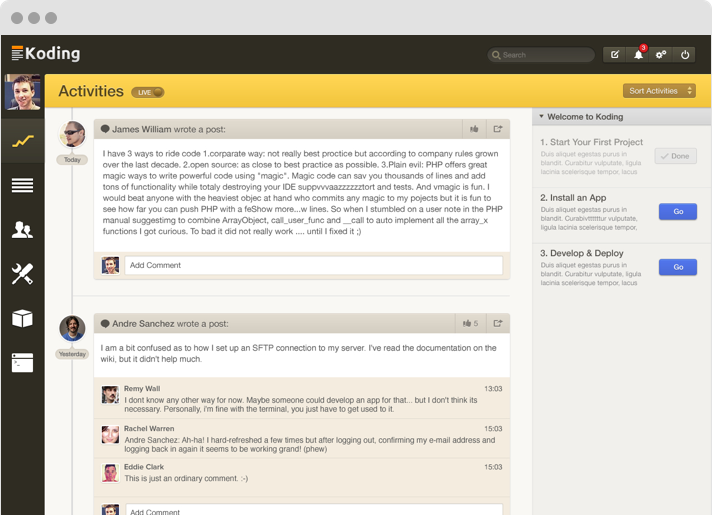 Koding
Search
3
Activities
LIVE
Sort Activities
Today
James William wrote a post:
I have 3 ways to ride code 1.corparate way: not really best proctice but according to company rules grown
over the last decade. 2.open source: as close to best practice as possible. 3.Plain evil: PHP offers great
magic ways to write powerful code using "magic". Magic code can sav you thousands of lines and add
tons of functionality while totaly destroying your IDE suppvvvaazzzzzztort and tests. And vmagic is fun. I
would beat anyone with the heaviest objec at hand who commits any magic to my pojects but it is fun to
see how far you can push PHP with a feShow more...w lines. So when I stumbled on a user note in the PHP
manual suggestimg to combine ArrayObject, call_user_func and __call to auto implement all the array_x
functions I got curious. To bad it did not really work .... until I fixed it ;)
Add Comment
Yesterday
Andre Sanchez wrote a post:
5
I am a bit confused as to how I set up an SFTP connection to my server. I've read the documentation on the
wiki, but it didn't help much.
Remy Wall
13:03
I dont know any other way for now. Maybe someone could develop an app for that... but I don't think its
necessary. Personally, i'm fine with the terminal, you just have to get used to it.
Rachel Warren
15:03
Andre Sanchez: Ah-ha! I hard-refreshed a few times but after logging out, confirming my e-mail address and
logging back in again it seems to be working grand! (phew)
Eddie Clark
15:03
This is just an ordinary comment. :-)
Add Comment
Welcome to Koding
1. Start Your First Project
Duis aliquet egestas purus in
blandit. Curabitur vulputate,
ligula lacinia scelerisque
Done
2. Install an App
Duis aliquet egestas purus in
blandit. Curabivttttttur vulputate,
ligula lacinia scelerisque tempor,
Go
3. Develop & Deploy
Duis aliquet egestas purus in
blandit. Curabitur vulputate, ligula
lacinia scelerisque tempor, lacus
Go